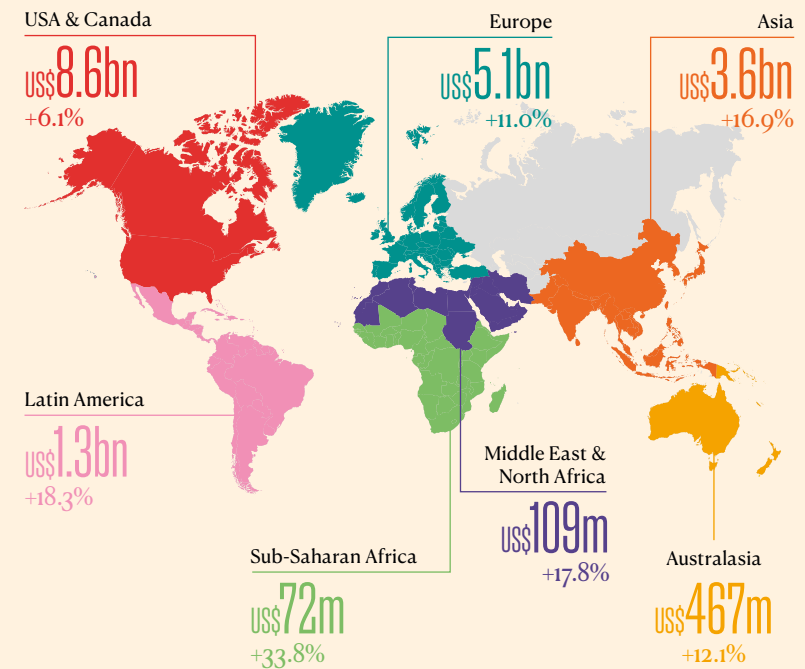 USA & Canada
US$8.6bn
+6.1%
Europe
US$5.1bn
+11.0%
Asia
US$3.6bn
+16.9%
Latin America
US$1.3bn
+18.3%
Middle East &
North Africa
US$109m
+17.8%
Sub-Saharan Africa
US$72m
+33.8%
Australasia
US$467m
+12.1%